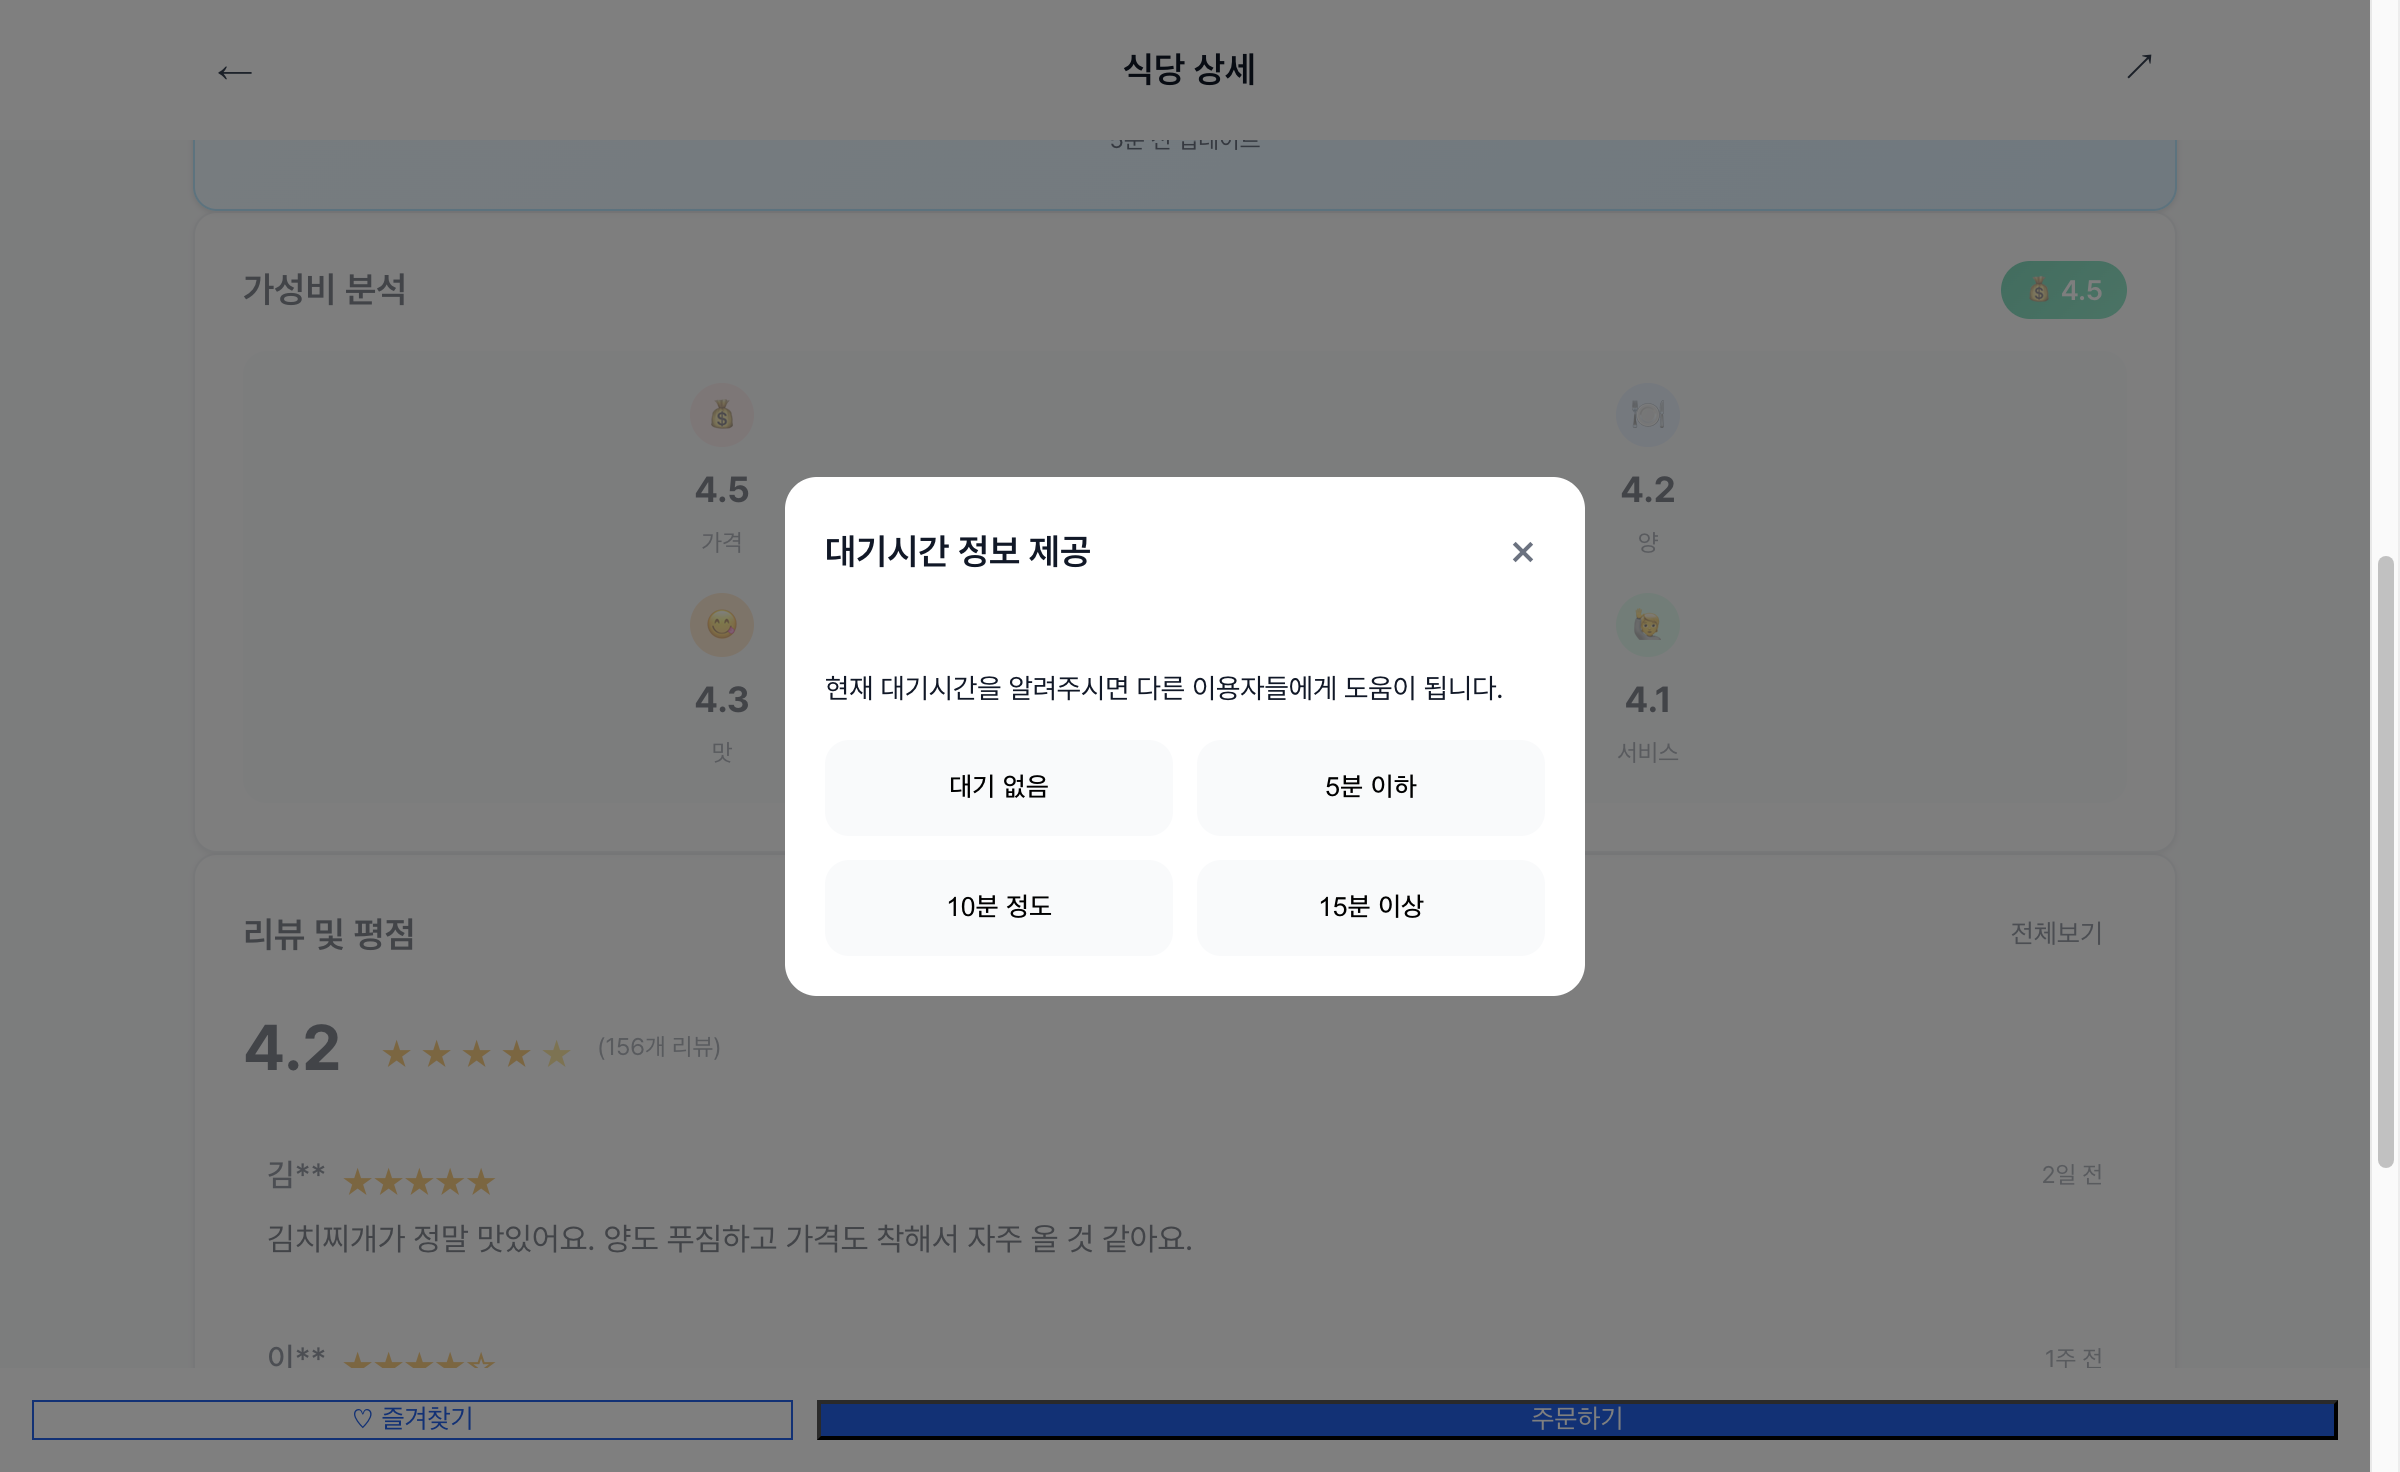 ←
식당 상세
↗
5분 전 업데이트
가성비 분석
💰 4.5
4.5
가격
4.2
양
4.3
맛
4.1
서비스
대기시간 정보 제공
×
현재 대기시간을 알려주시면 다른 이용자들에게 도움이 됩니다.
대기 없음
5분 이하
10분 정도
15분 이상
리뷰 및 평점
전체보기
4.2 ★ ★ ★ ★ ★ (156개 리뷰)
김** ★★★★★
2일 전
김치찌개가 정말 맛있어요. 양도 푸짐하고 가격도 착해서 자주 올 것 같아요.
이** ★★★★☆
1주 전
♡ 즐겨찾기
주문하기